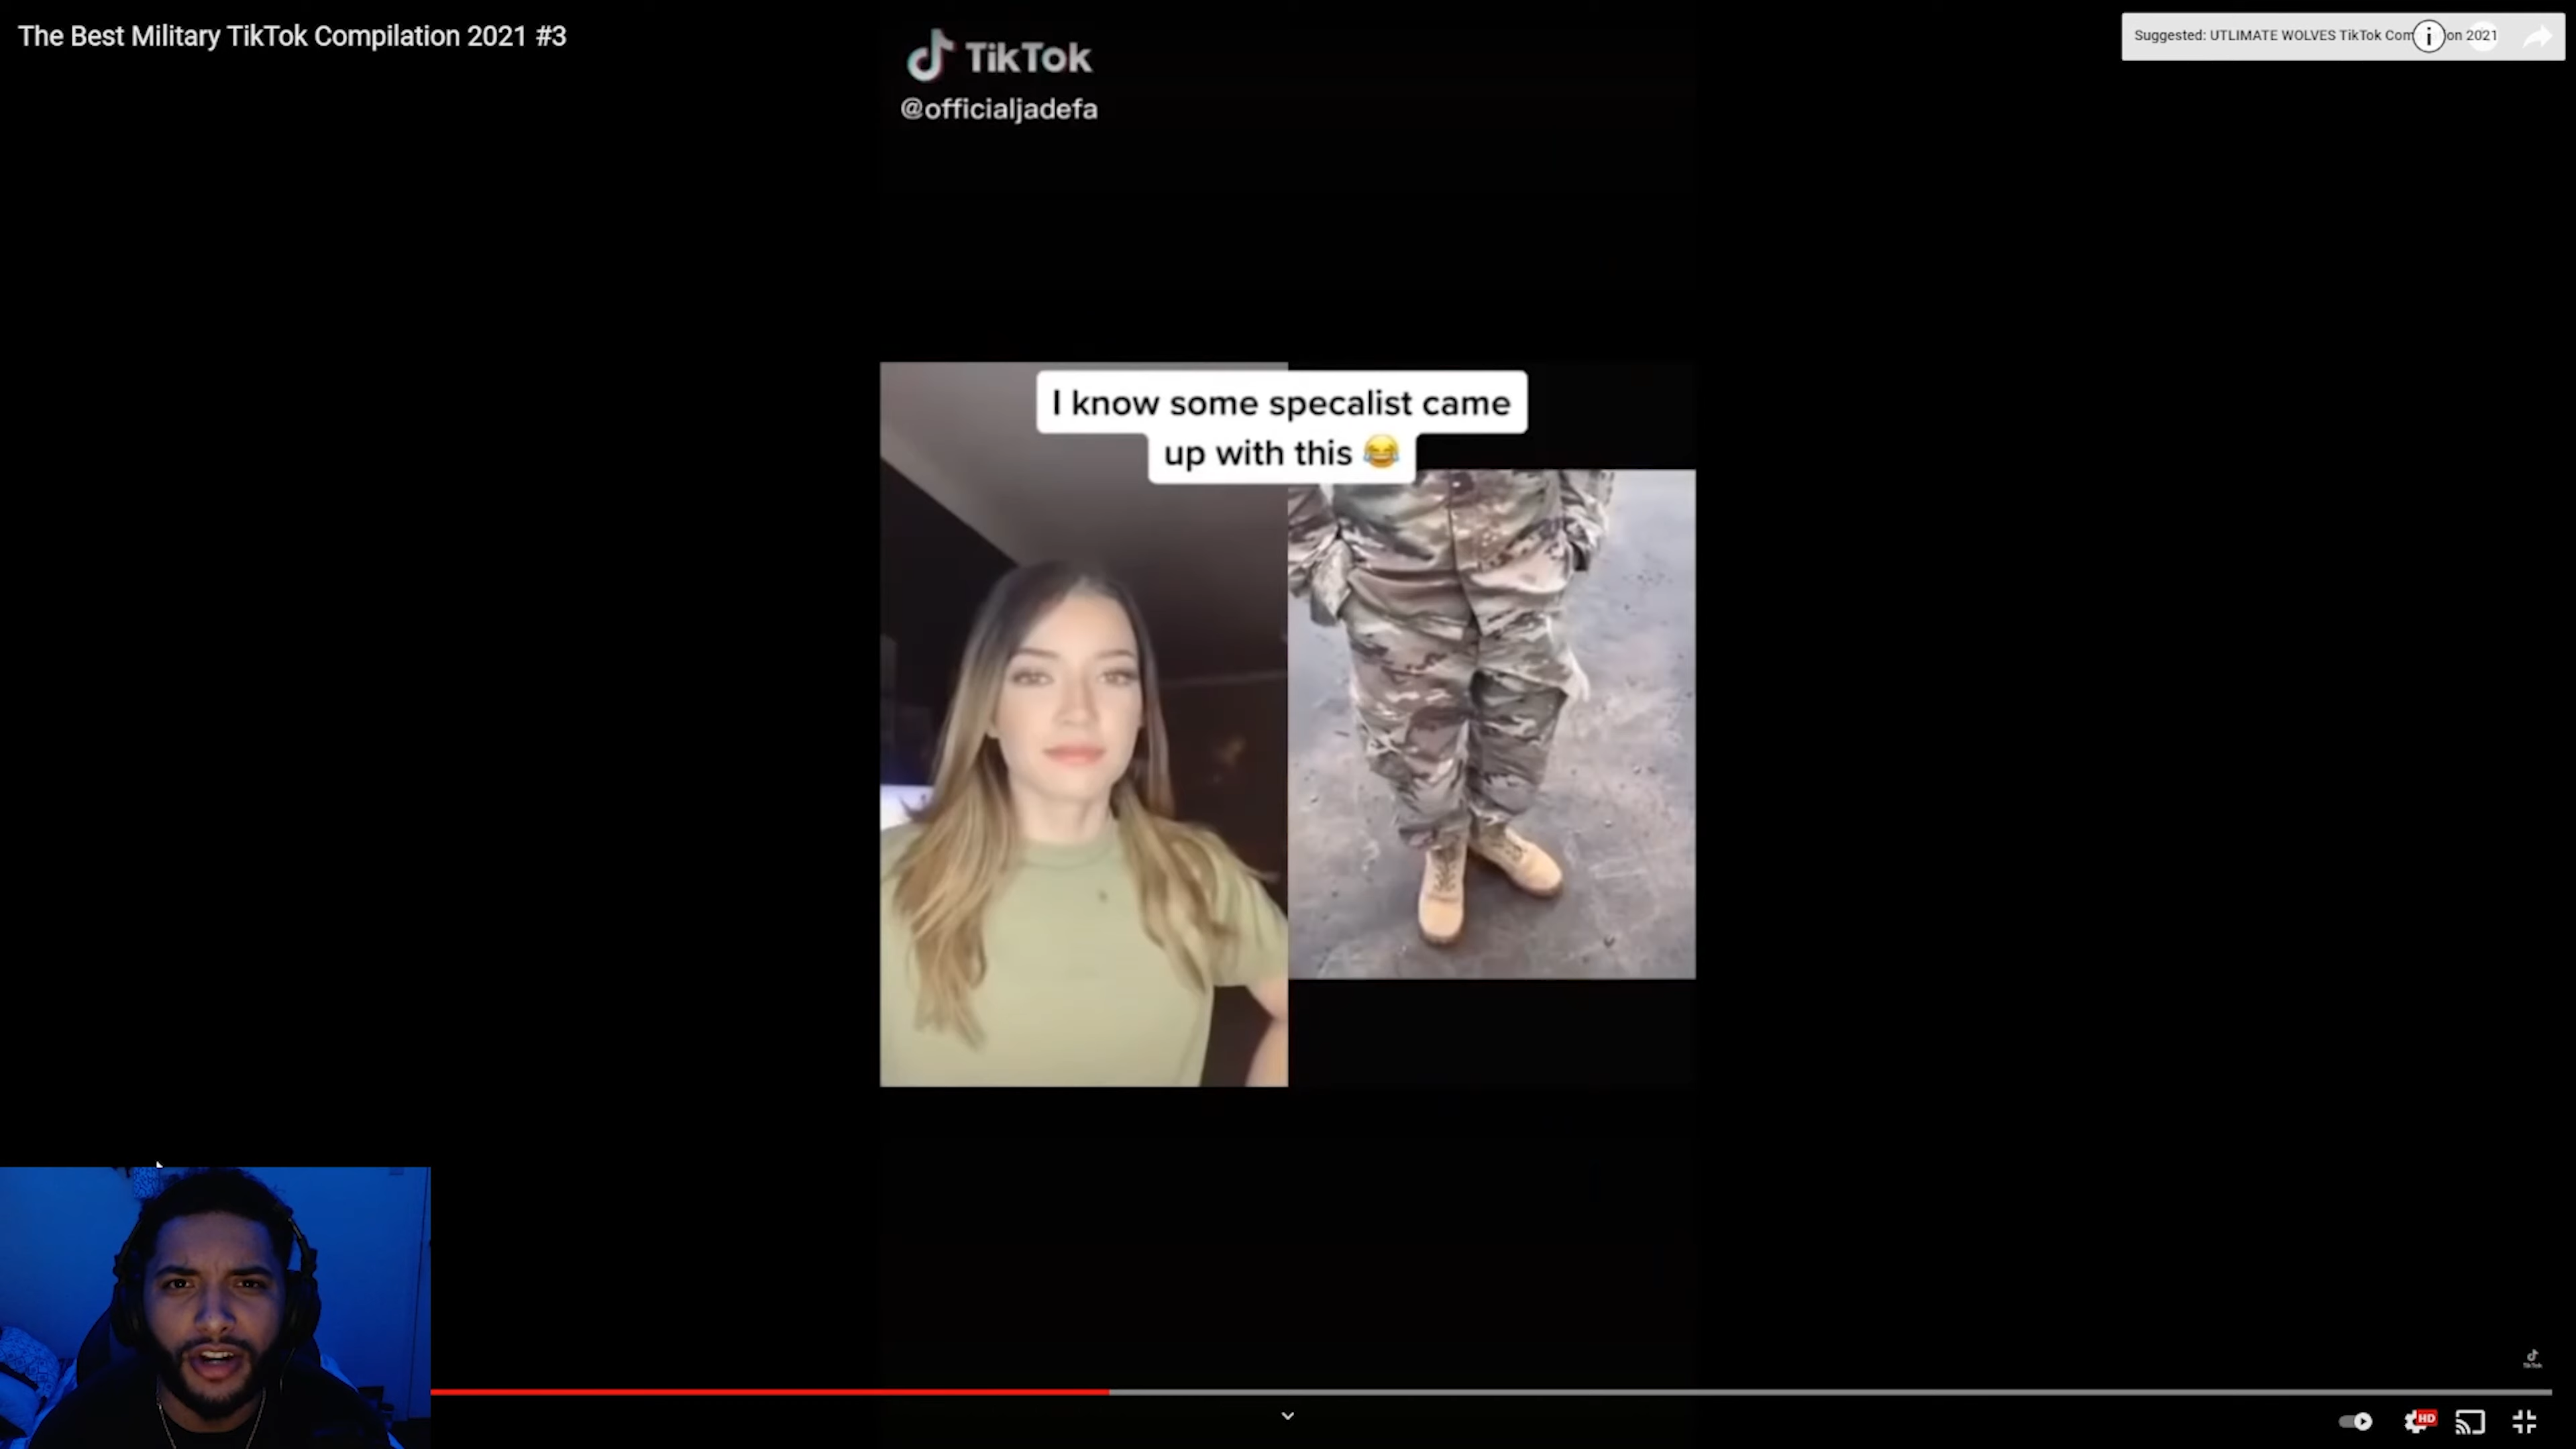 The Best Military TikTok Compilation 2021 #3
Suggested: UTLIMATE WOLVES TikTok Com on 2021
TikTok
@officialjadefa
I know some specalist came
up with this 😂
HD
TikTok